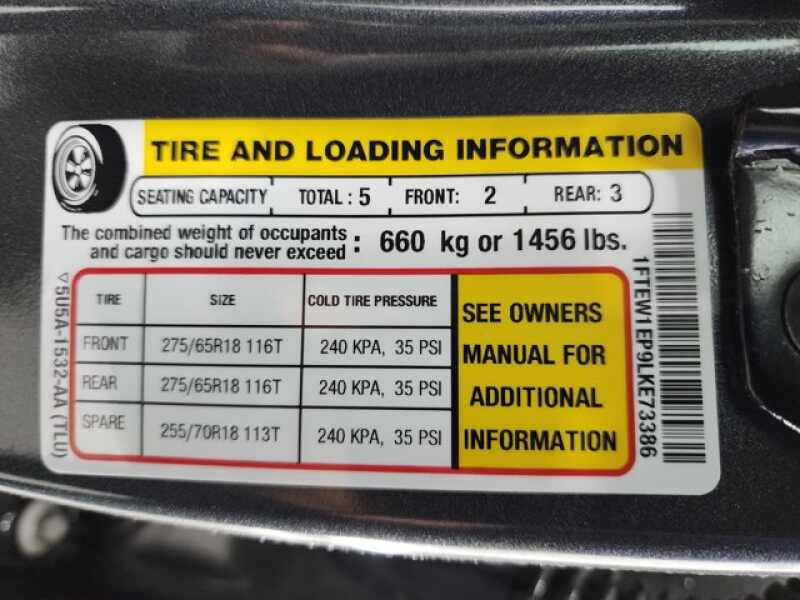 TIRE AND LOADING INFORMATION
SEATING CAPACITY TOTAL : 5 FRONT: 2 REAR: 3
The combined weight of occupants
and cargo should never exceed : 660 kg or 1456 lbs.
TIRE SIZE COLD TIRE PRESSURE
FRONT 275/65R18 116T 240 KPA, 35 PSI
REAR 275/65R18 116T 240 KPA, 35 PSI
SPARE 255/70R18 113T 240 KPA, 35 PSI
SEE OWNERS
MANUAL FOR
ADDITIONAL
INFORMATION
5U5A-1532-AA (TLU)
1FTEW1EP9LKE73386